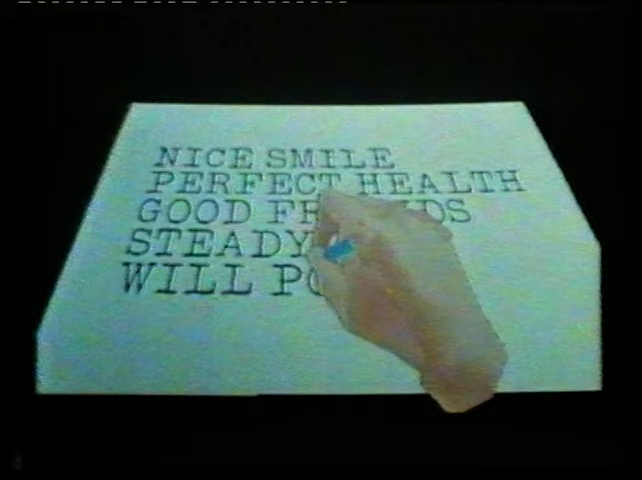 NICE SMILE
PERFECT HEALTH
GOOD
STEADY
WILL